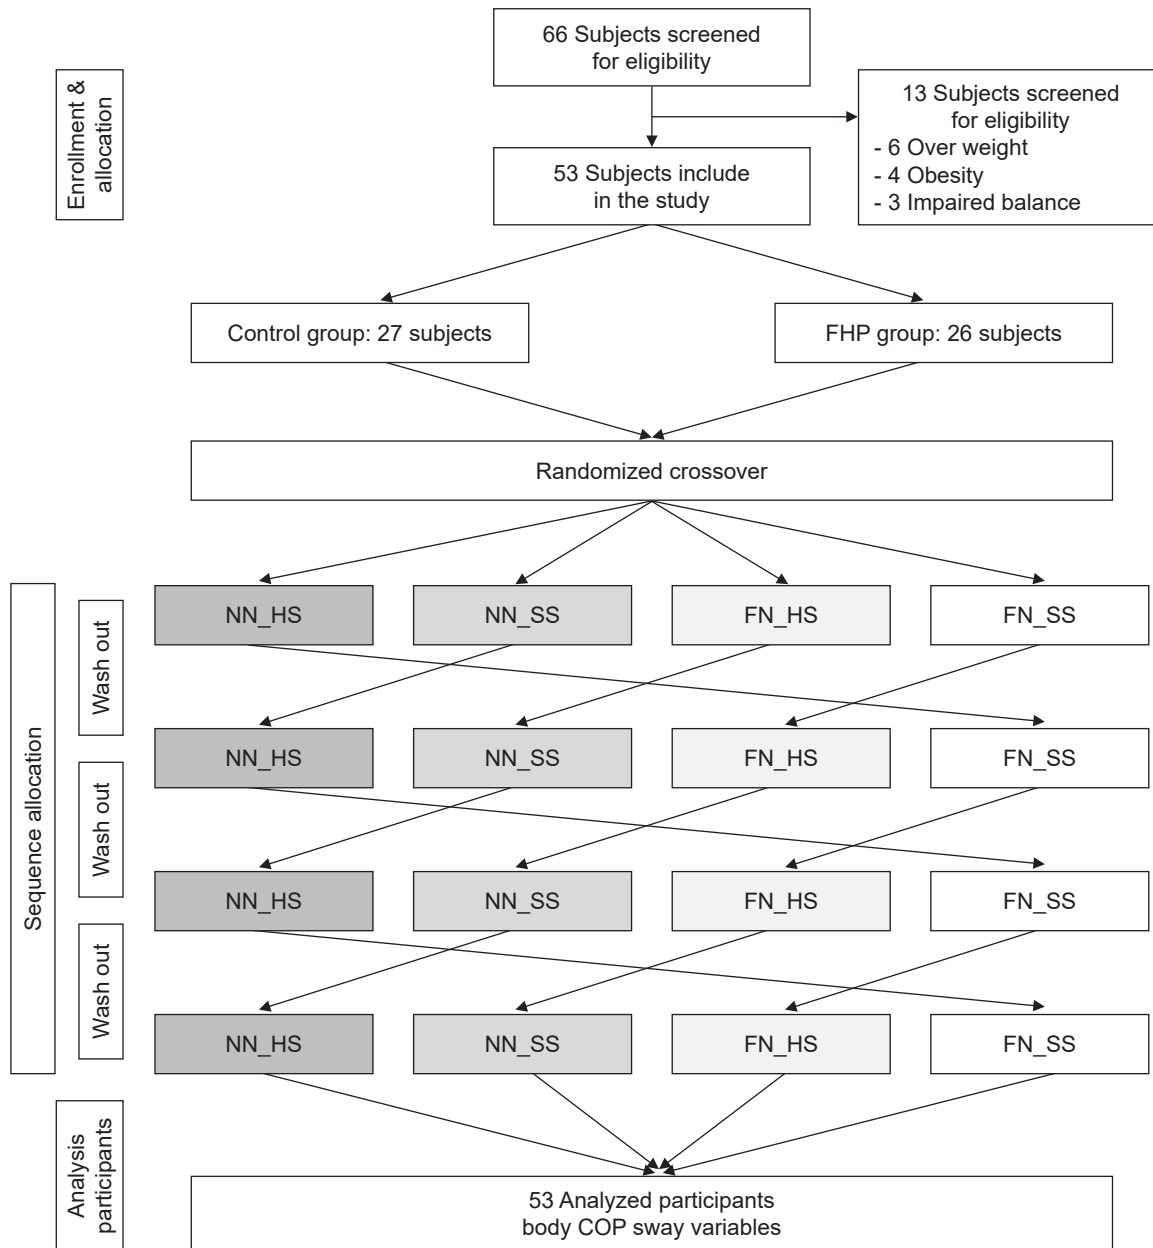 66 Subjects screened
for eligibility
Enrollment &
allocation
13 Subjects screened
for eligibility
- 6 Over weight
- 4 Obesity
- 3 Impaired balance
53 Subjects include
in the study
Control group: 27 subjects
FHP group: 26 subjects
Randomized crossover
Sequence allocation
Wash out
NN_HS
NN_SS
FN_HS
FN_SS
NN_HS
NN_SS
FN_HS
FN_SS
Wash out
NN_HS
NN_SS
FN_HS
FN_SS
Wash out
NN_HS
NN_SS
FN_HS
FN_SS
Analysis
participants
53 Analyzed participants
body COP sway variables